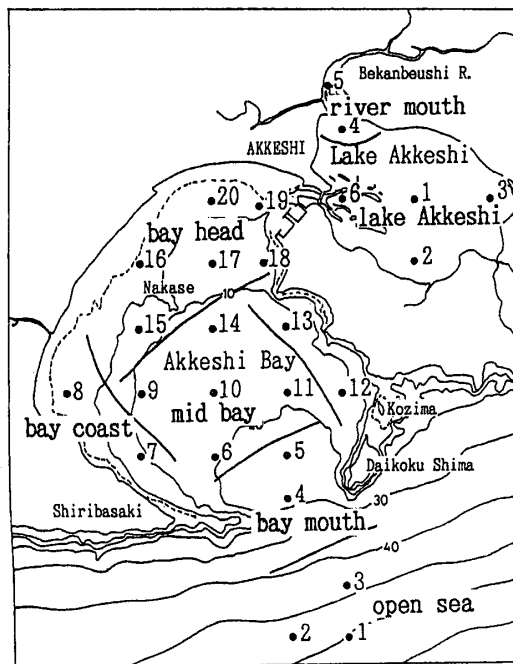 5
Bekanbeushi R.
river mouth
4
AKKESHI
Lake Akkeshi
20
19
6
1
3
lake Akkeshi
bay head
16
17
18
2
Nakase
10
15
14
13
Akkeshi Bay
8
9
10
11
12
mid bay
Kozima
bay coast
7
6
5
Daikoku Shima
4
30
Shiribasaki
bay mouth
40
3
open sea
2
1